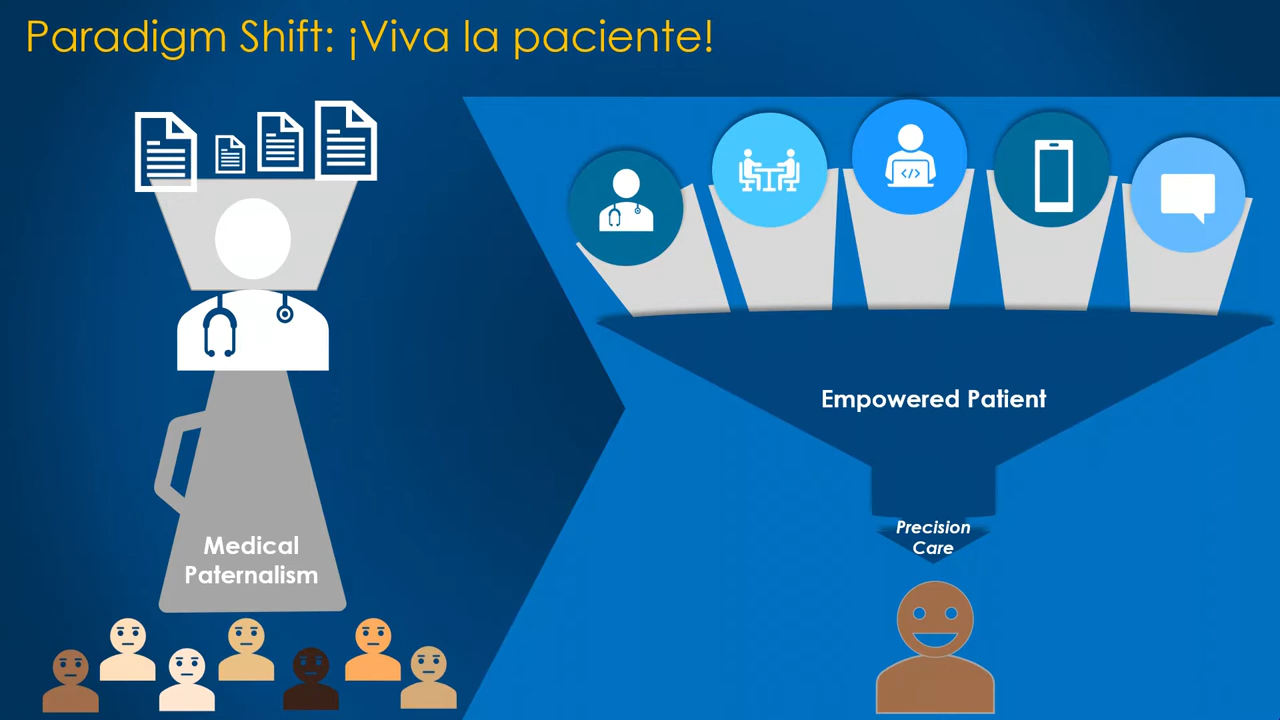 Paradigm Shift: ¡Viva la paciente!
Medical
Paternalism
</>
Empowered Patient
Precision
Care